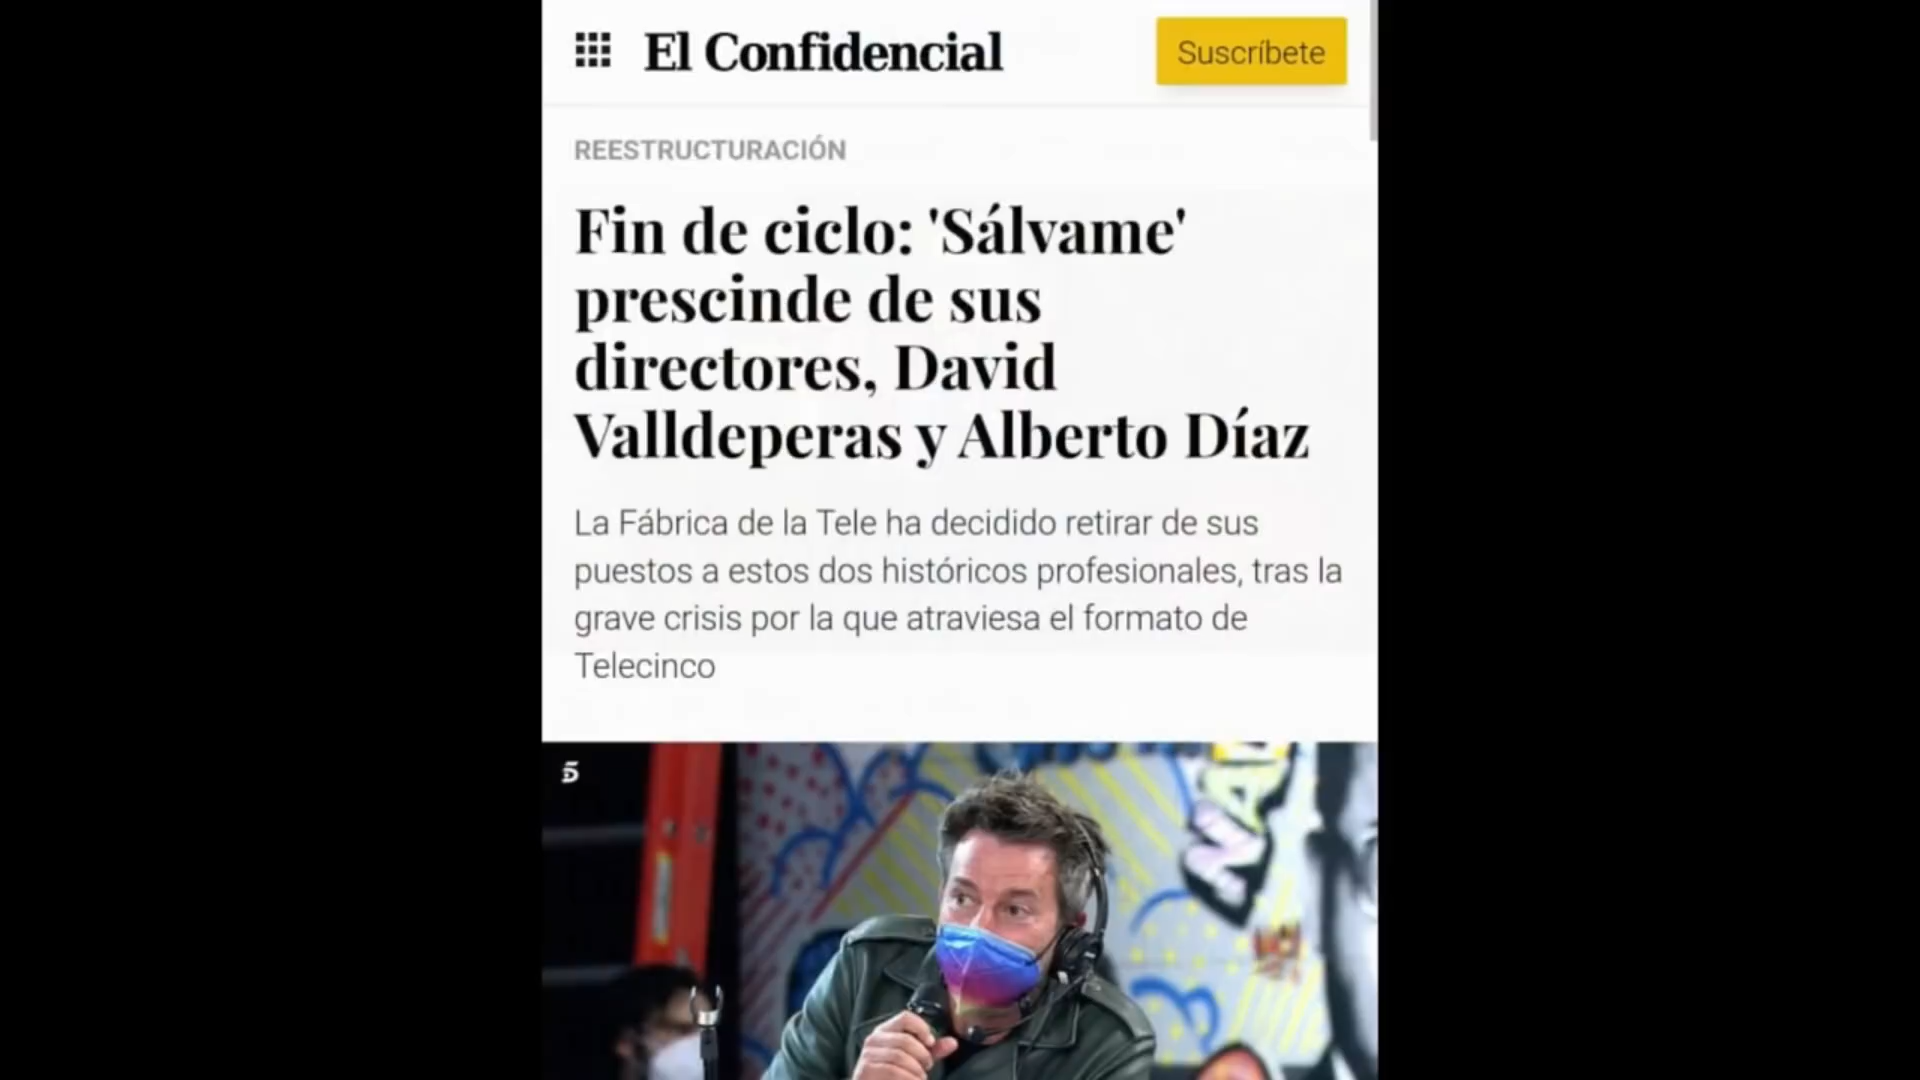 El Confidencial
Suscríbete
REESTRUCTURACIÓN
Fin de ciclo: 'Sálvame'
prescinde de sus
directores, David
Valldeperas y Alberto Díaz
La Fábrica de la Tele ha decidido retirar de sus
puestos a estos dos históricos profesionales, tras la
grave crisis por la que atraviesa el formato de
Telecinco